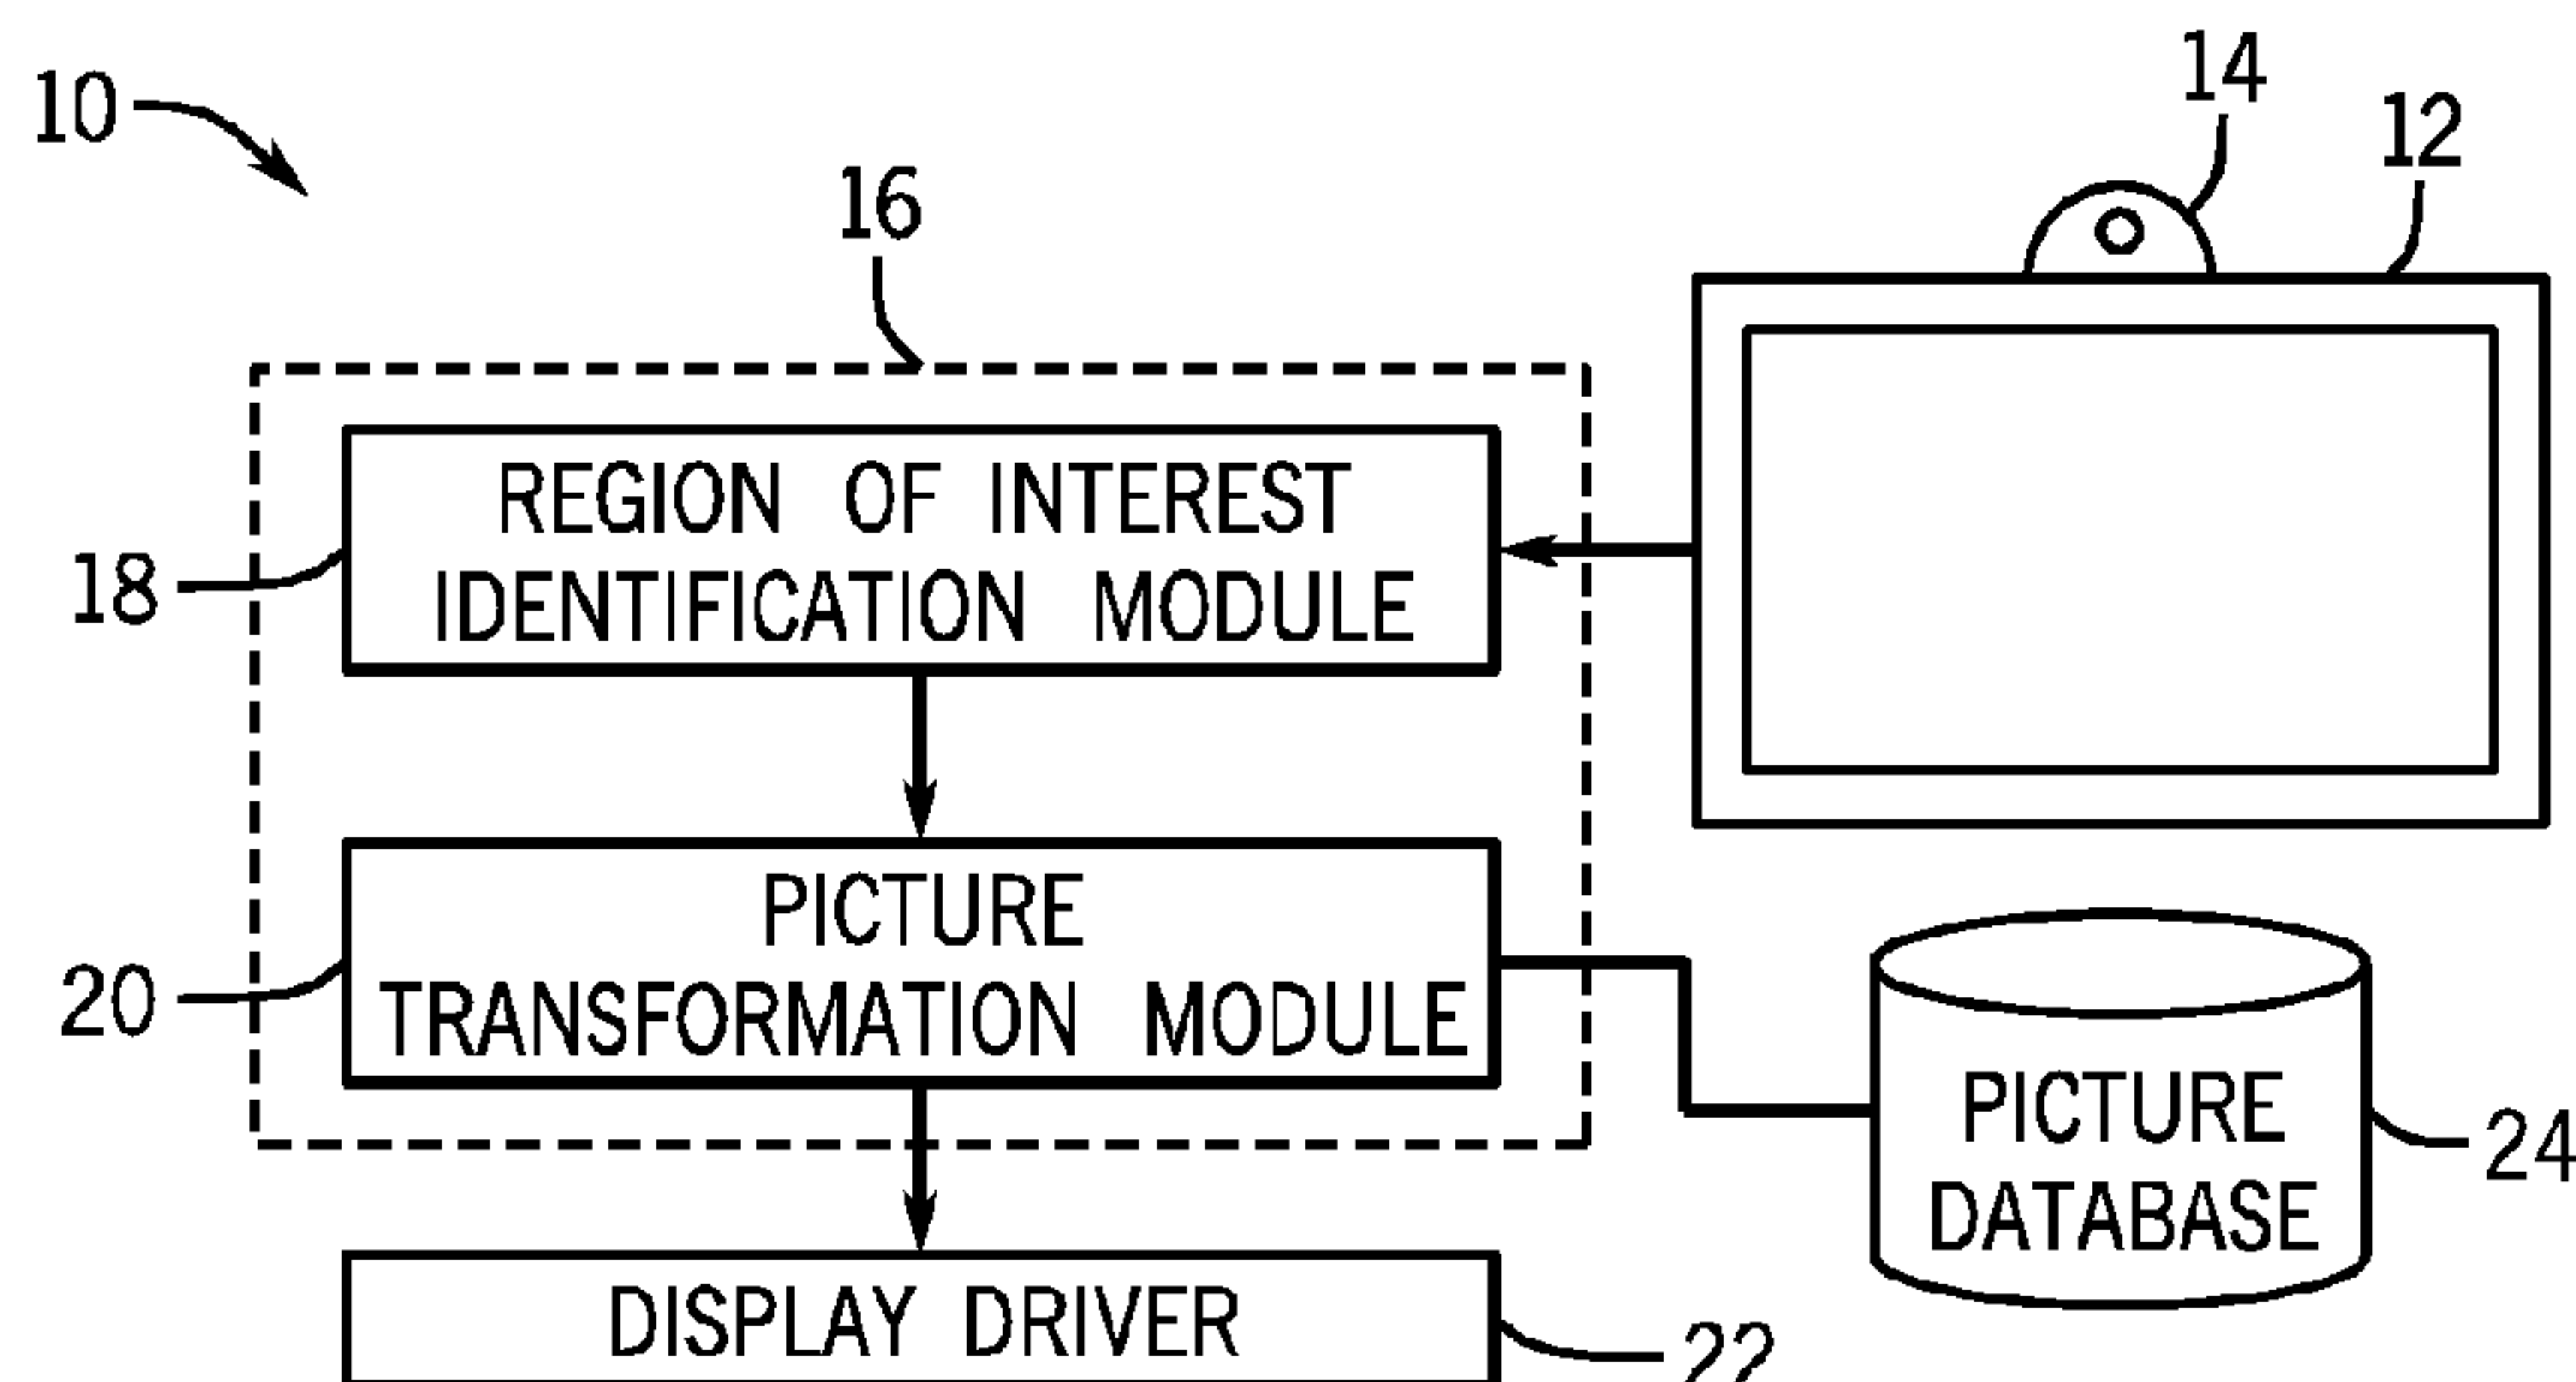 10
14
12
16
REGION OF INTEREST
IDENTIFICATION MODULE
18
PICTURE
TRANSFORMATION MODULE
20
PICTURE
DATABASE
24
DISPLAY DRIVER
22